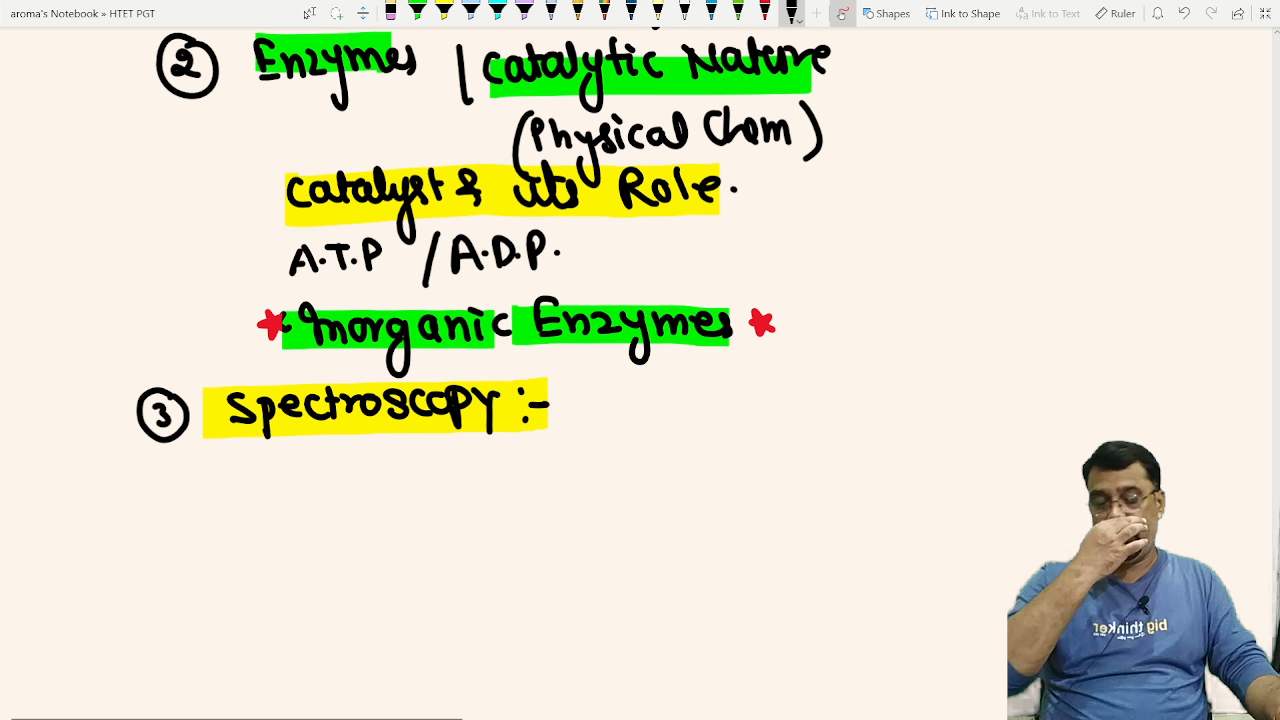 aroma's Notebook » HTET PGT
Shapes Ink to Shape Ink to Text Ruler
② Enzymes / Catalytic Nature
(Physical Chem)
Catalyst & its Role.
A.T.P / A.D.P.
* Inorganic Enzymes *
③ Spectroscopy :-
big thinker